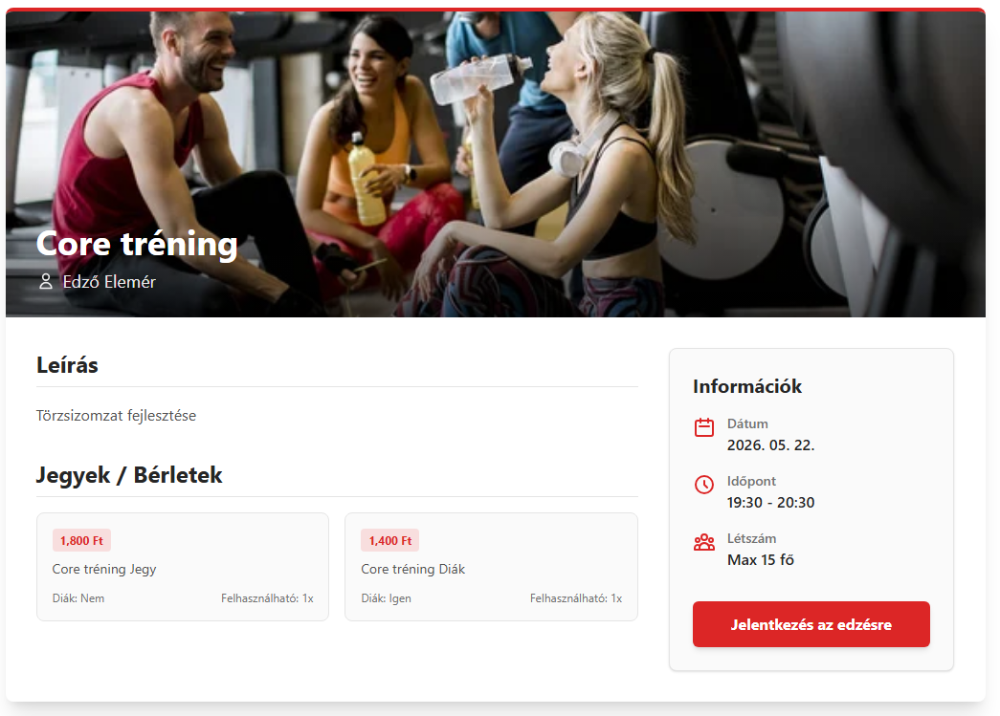 Core tréning
Edző Elemér
Leírás
Törzsizomzat fejlesztése
Jegyek / Bérletek
1,800 Ft
Core tréning Jegy
Diák: Nem
Felhasználható: 1x
1,400 Ft
Core tréning Diák
Diák: Igen
Felhasználható: 1x
Információk
Dátum
2026. 05. 22.
Időpont
19:30 - 20:30
Létszám
Max 15 fő
Jelentkezés az edzésre